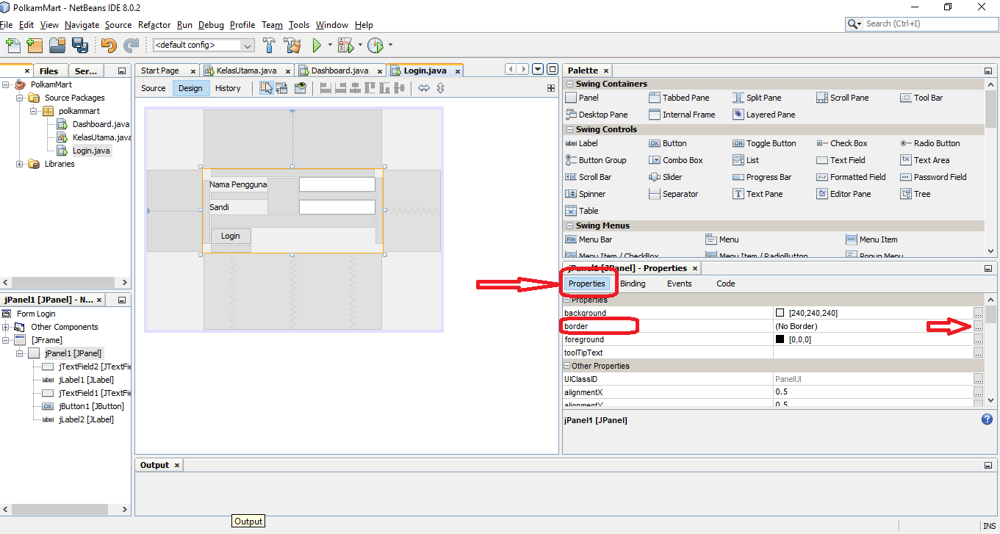 PolkamMart - NetBeans IDE 8.0.2
File Edit View Navigate Source Refactor Run Debug Profile Team Tools Window Help
Search (Ctrl+I)
<default config>
Files Ser...
PolkamMart
Source Packages
polkammart
Dashboard.java
KelasUtama.java
Login.java
Libraries
jPanel1 [JPanel] - N...
Form Login
Other Components
[JFrame]
jPanel1 [JPanel]
jTextField2 [JTextFie
label jLabel1 [JLabel]
jTextField1 [JTextFie
OK jButton1 [JButton]
label jLabel2 [JLabel]
Start Page KelasUtama.java Dashboard.java Login.java
Source Design History
Nama Pengguna
Sandi
Login
Palette
Swing Containers
Panel Tabbed Pane Split Pane Scroll Pane Tool Bar
Desktop Pane Internal Frame Layered Pane
Swing Controls
label Label OK Button ON Toggle Button Check Box Radio Button
Button Group Combo Box List Text Field Text Area
Scroll Bar Slider Progress Bar Formatted Field Password Field
Spinner Separator Text Pane Editor Pane Tree
Table
Swing Menus
File Menu Bar Menu Menu Item
Menu Item / CheckBox Menu Item / RadioButton Popup Menu
jPanel1 [JPanel] - Properties
Properties Binding Events Code
Properties
background [240,240,240] ...
border (No Border) ...
foreground [0,0,0] ...
toolTipText ...
Other Properties
UIClassID PanelUI ...
alignmentX 0.5 ...
alignmentY 0.5
jPanel1 [JPanel]
Output
Output
INS